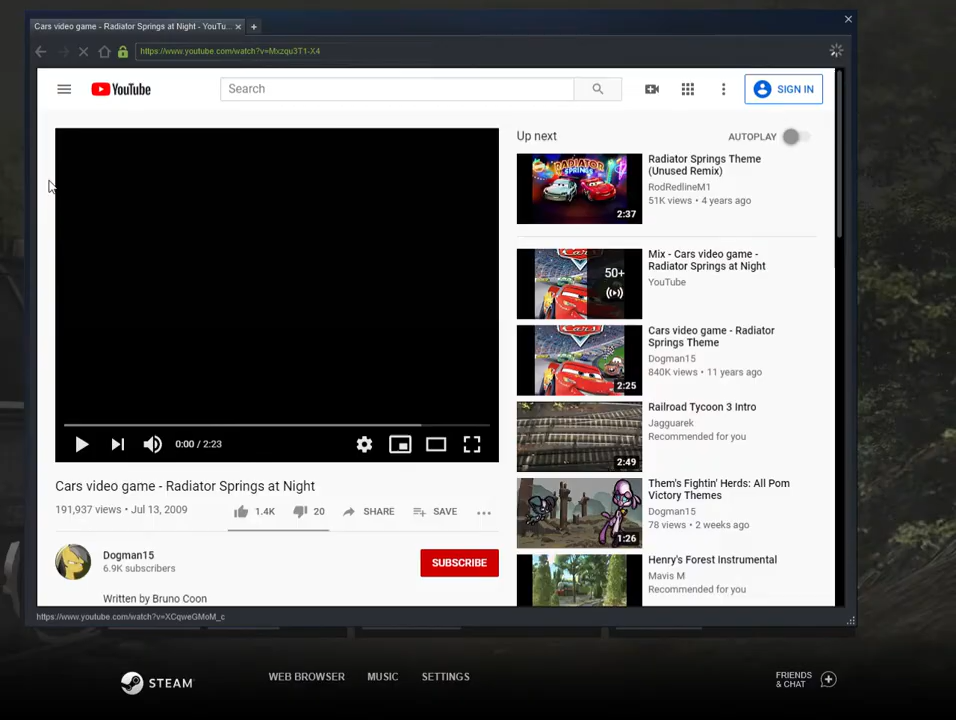 Cars video game - Radiator Springs at Night - YouTu...
https://www.youtube.com/watch?v=Mxzqu3T1-X4
YouTube
Search
SIGN IN
Up next
AUTOPLAY
Radiator Springs Theme
(Unused Remix)
RodRedlineM1
51K views • 4 years ago
RADIATOR
SPRINGS
2:37
Mix - Cars video game -
Radiator Springs at Night
YouTube
50+
Cars video game - Radiator
Springs Theme
Dogman15
840K views • 11 years ago
Cars
2:25
Railroad Tycoon 3 Intro
Jagguarek
Recommended for you
2:49
Them's Fightin' Herds: All Pom
Victory Themes
Dogman15
78 views • 2 weeks ago
1:26
Henry's Forest Instrumental
Mavis M
Recommended for you
0:00 / 2:23
Cars video game - Radiator Springs at Night
191,937 views • Jul 13, 2009
1.4K
20
SHARE
SAVE
Dogman15
6.9K subscribers
SUBSCRIBE
Written by Bruno Coon
https://www.youtube.com/watch?v=XCqweGMoM_c
STEAM
WEB BROWSER
MUSIC
SETTINGS
FRIENDS
& CHAT